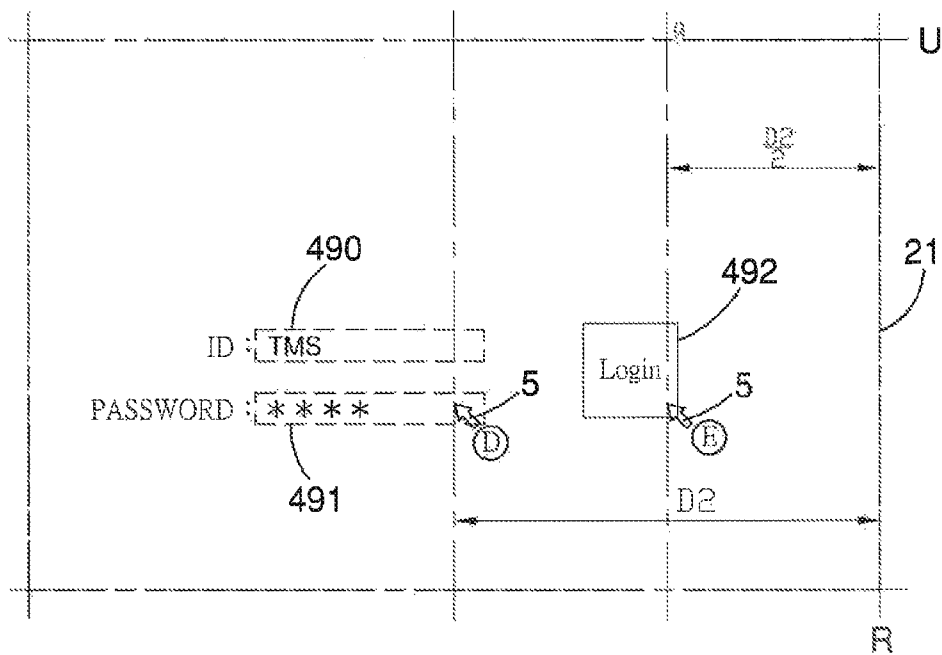 U
D2
2
490
492
21
ID : TMS
Login
PASSWORD : * * * *
5
5
D
E
491
D2
R